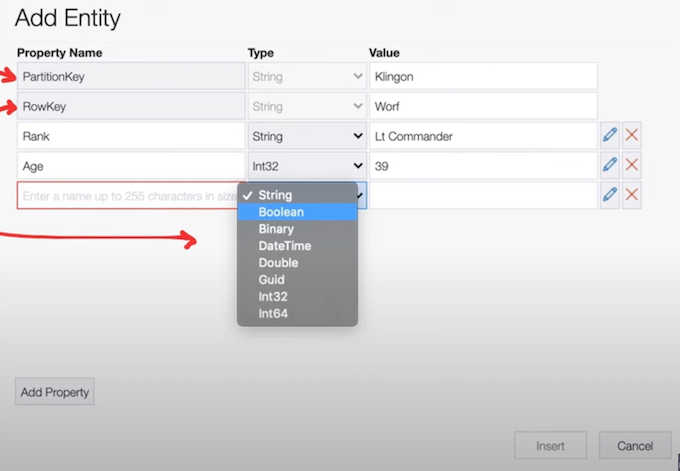 Add Entity
Property Name Type Value
PartitionKey String Klingon
RowKey String Worf
Rank String Lt Commander
Age Int32 39
Enter a name up to 255 characters in size
✓ String
Boolean
Binary
DateTime
Double
Guid
Int32
Int64
Add Property
Insert Cancel